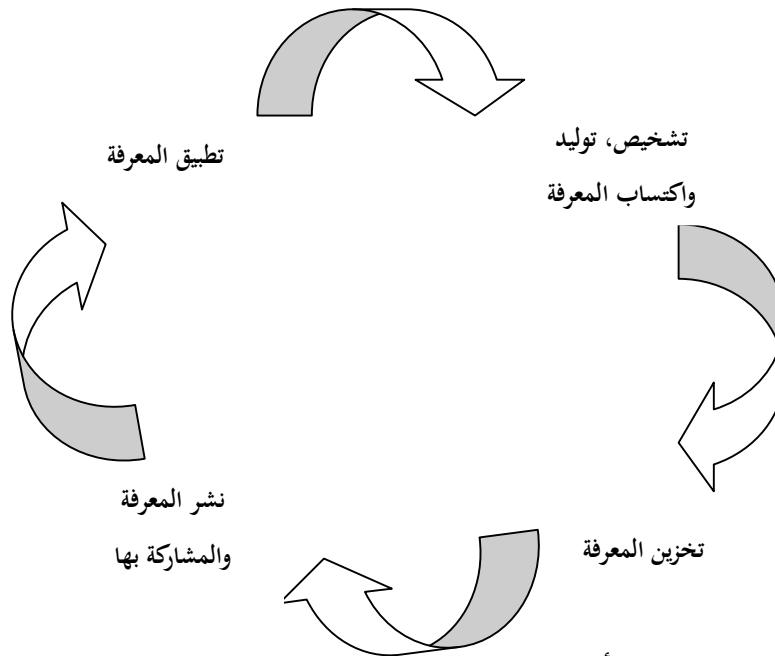 تشخيص، توليد
واكتساب المعرفة
تطبيق المعرفة
تخزين المعرفة
نشر المعرفة
والمشاركة بها